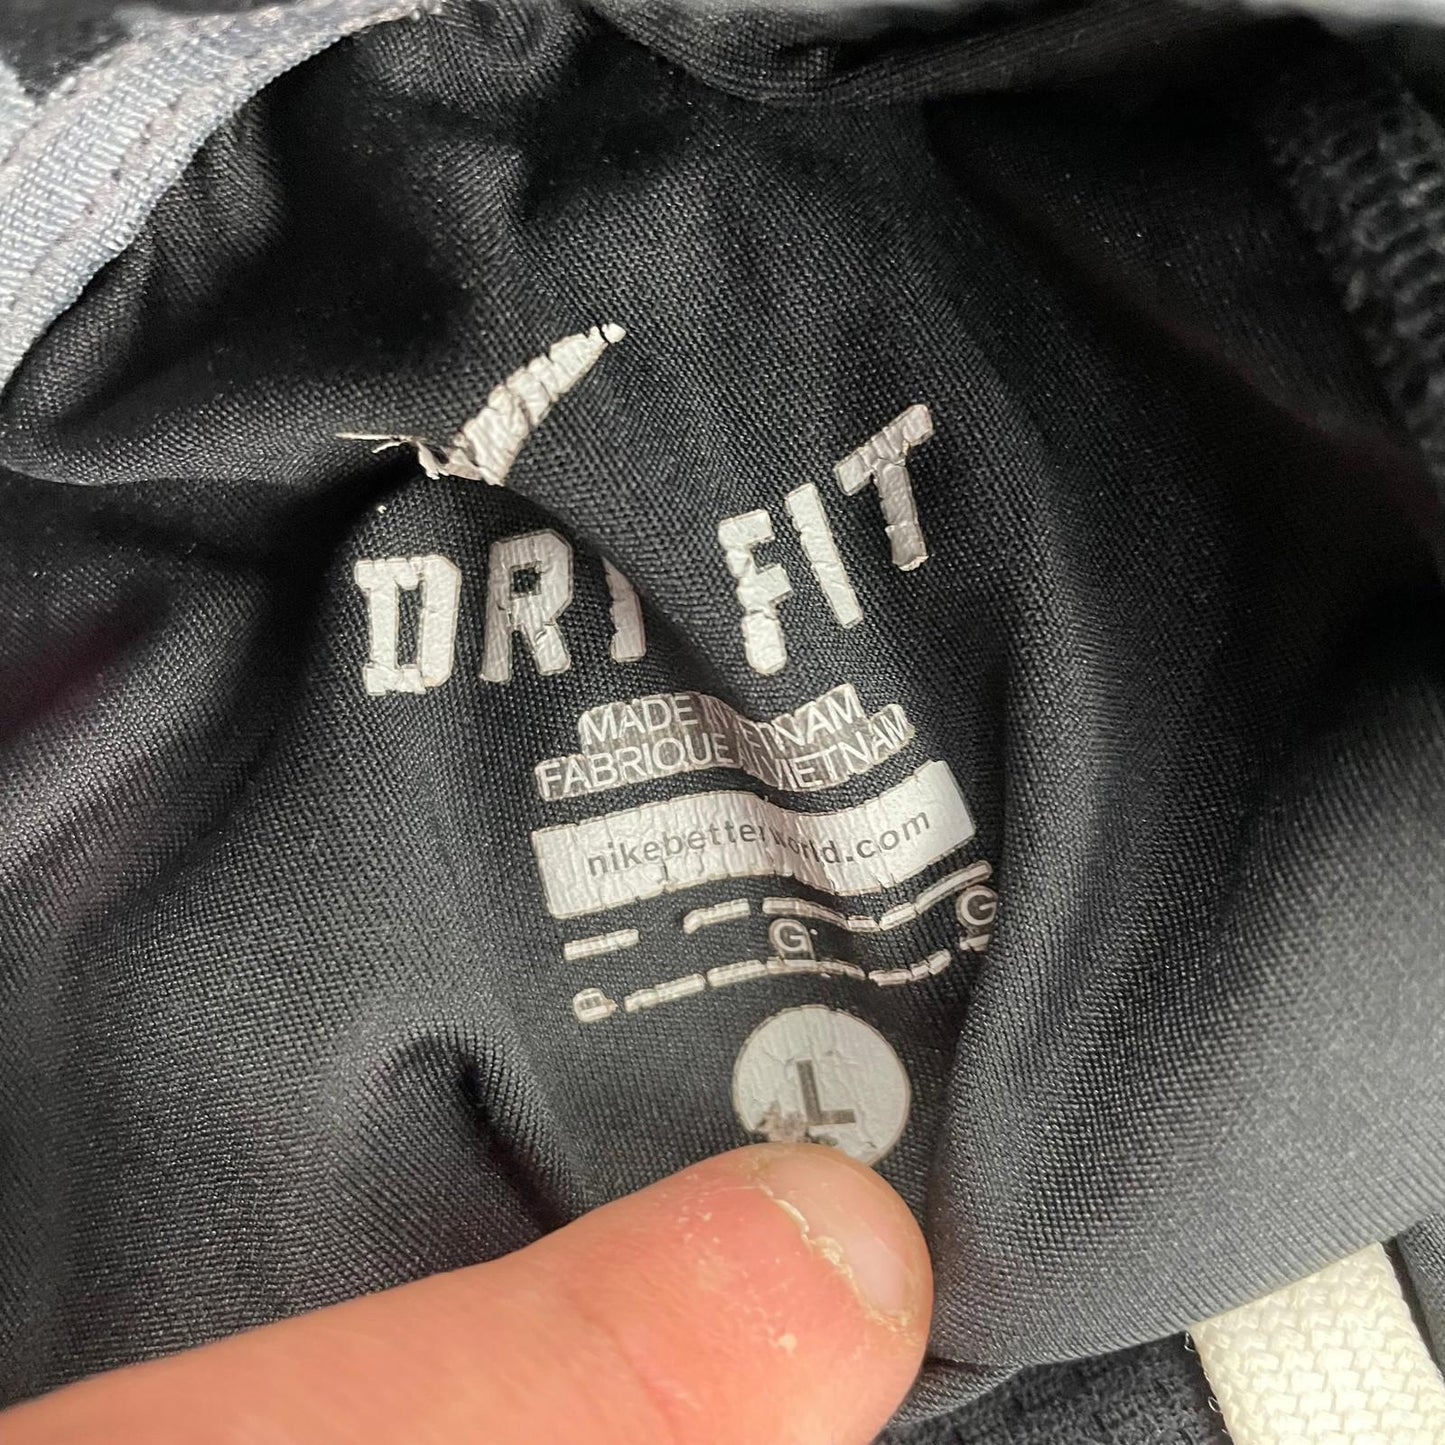 DRI FIT
MADE IN VIETNAM
FABRIQUE AU VIETNAM
nikebetterworld.com
G G
L